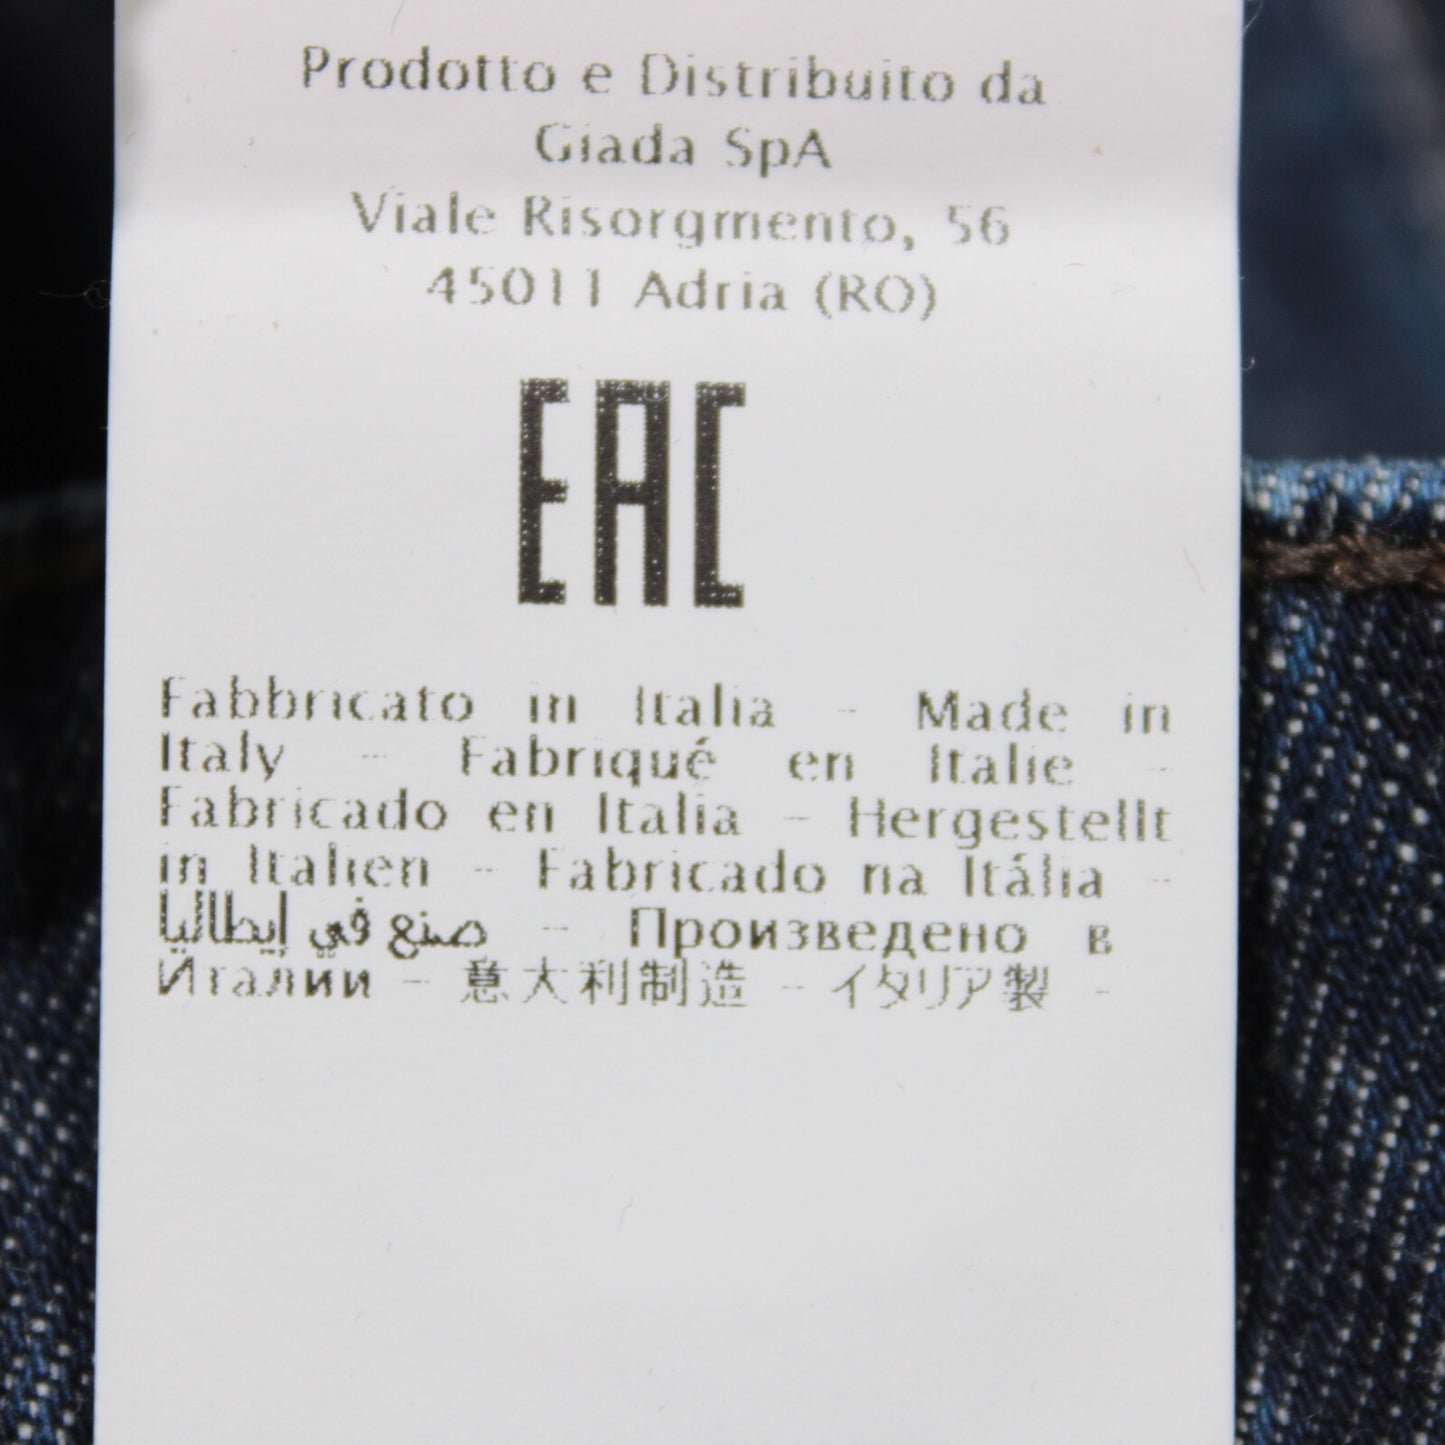 Prodotto e Distribuito da
Giada SpA
Viale Risorgmento, 56
45011 Adria (RO)
EAC
Fabbricato in Italia - Made in
Italy - Fabriqué en Italie -
Fabricado en Italia - Hergestellt
in Italien - Fabricado na Itália -
صنع في إيطاليا - Произведено в
Италии - 意大利制造 - イタリア製 -